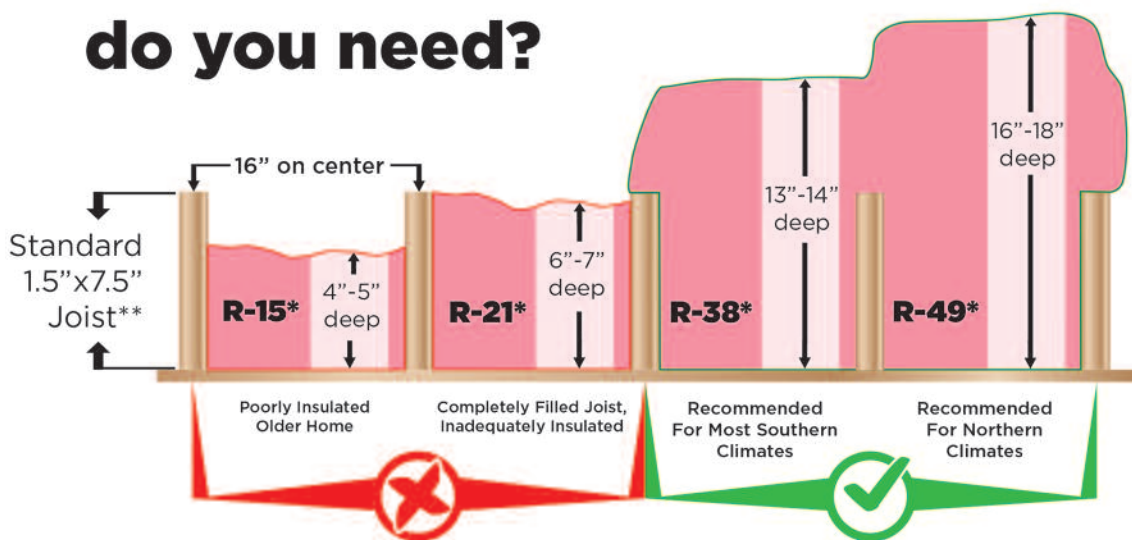 do you need?
16” on center
Standard
1.5”x7.5”
Joist**
R-15*
4”-5”
deep
R-21*
6”-7”
deep
R-38*
13”-14”
deep
R-49*
16”-18”
deep
Poorly Insulated
Older Home
Completely Filled Joist,
Inadequately Insulated
Recommended
For Most Southern
Climates
Recommended
For Northern
Climates